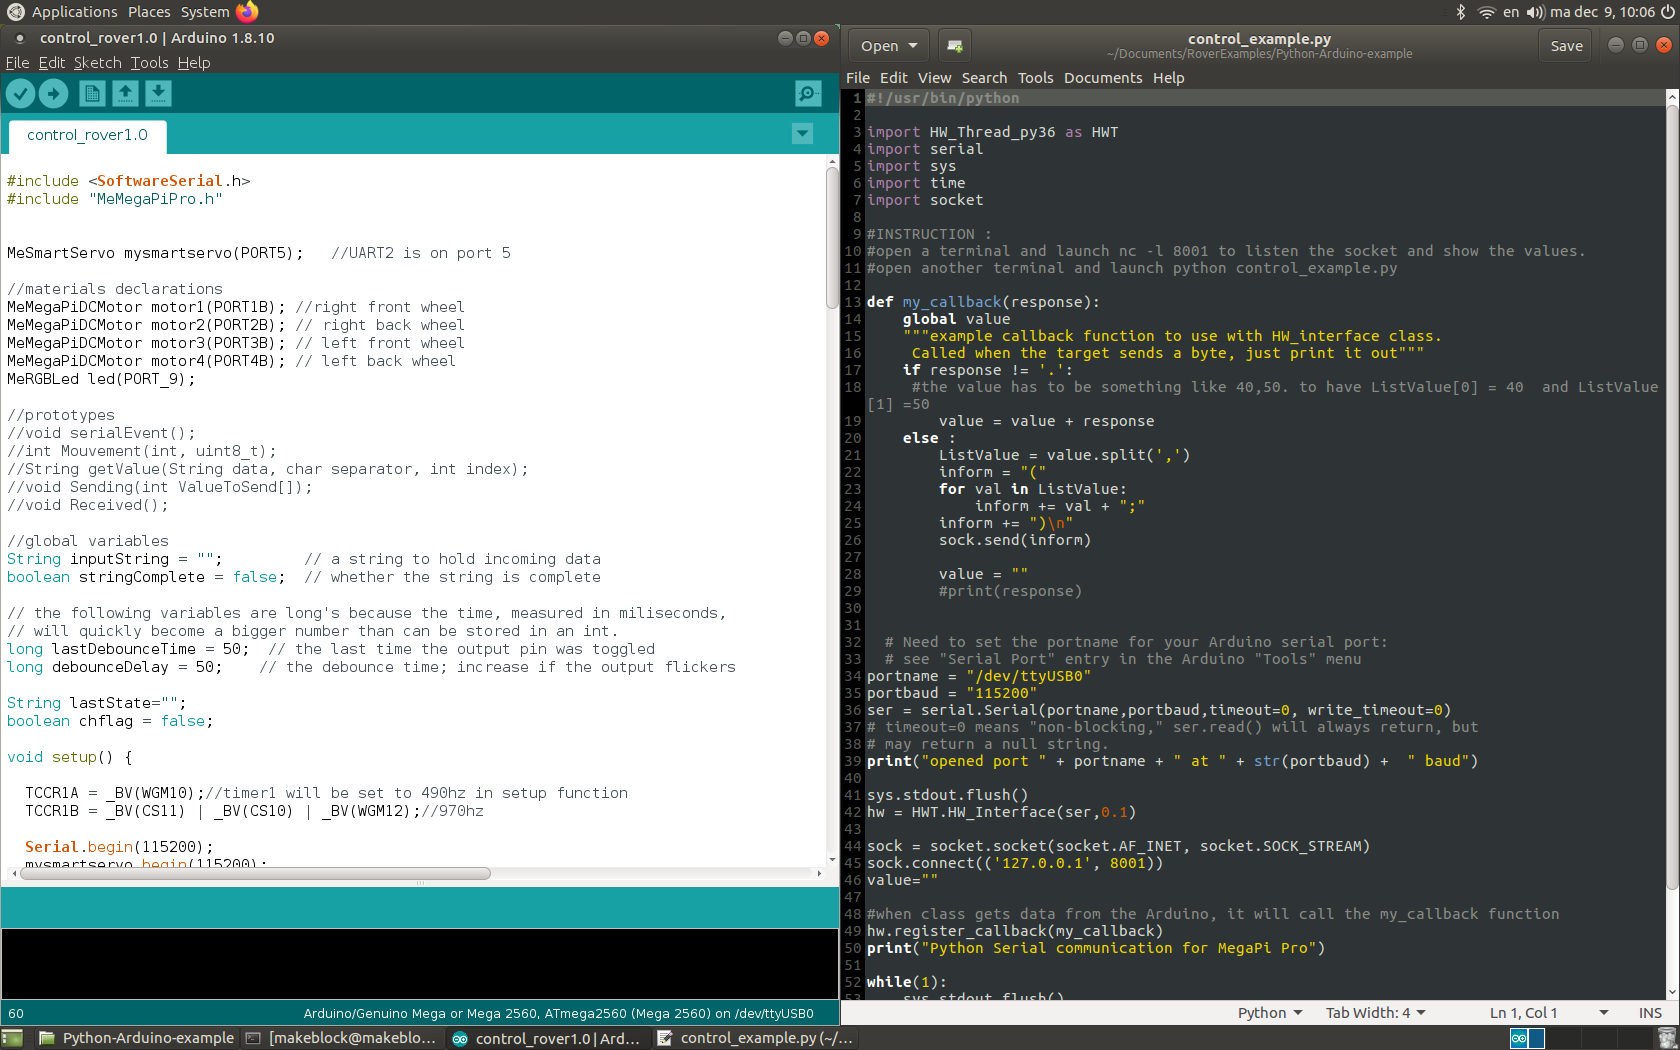 Applications Places System en ma dec 9, 10:06
control_rover1.0 | Arduino 1.8.10
File Edit Sketch Tools Help
control_rover1.0
#include <SoftwareSerial.h>
#include "MeMegaPiPro.h"
MeSmartServo mysmartservo(PORT5);   //UART2 is on port 5
//materials declarations
MeMegaPiDCMotor motor1(PORT1B); //right front wheel
MeMegaPiDCMotor motor2(PORT2B); // right back wheel
MeMegaPiDCMotor motor3(PORT3B); // left front wheel
MeMegaPiDCMotor motor4(PORT4B); // left back wheel
MeRGBLed led(PORT_9);
//prototypes
//void serialEvent();
//int Mouvement(int, uint8_t);
//String getValue(String data, char separator, int index);
//void Sending(int ValueToSend[]);
//void Received();
//global variables
String inputString = "";         // a string to hold incoming data
boolean stringComplete = false;  // whether the string is complete
// the following variables are long's because the time, measured in miliseconds,
// will quickly become a bigger number than can be stored in an int.
long lastDebounceTime = 50;  // the last time the output pin was toggled
long debounceDelay = 50;    // the debounce time; increase if the output flickers
String lastState="";
boolean chflag = false;
void setup() {
  TCCR1A = _BV(WGM10);//timer1 will be set to 490hz in setup function
  TCCR1B = _BV(CS11) | _BV(CS10) | _BV(WGM12);//970hz
  Serial.begin(115200);
  mysmartservo.begin(115200);
60 Arduino/Genuino Mega or Mega 2560, ATmega2560 (Mega 2560) on /dev/ttyUSB0
Open control_example.py Save
~/Documents/RoverExamples/Python-Arduino-example
File Edit View Search Tools Documents Help
1 #!/usr/bin/python
2
3 import HW_Thread_py36 as HWT
4 import serial
5 import sys
6 import time
7 import socket
8
9 #INSTRUCTION :
10 #open a terminal and launch nc -l 8001 to listen the socket and show the values.
11 #open another terminal and launch python control_example.py
12
13 def my_callback(response):
14     global value
15     """example callback function to use with HW_interface class.
16      Called when the target sends a byte, just print it out"""
17     if response != '.':
18      #the value has to be something like 40,50. to have ListValue[0] = 40  and ListValue
[1] =50
19         value = value + response
20     else :
21         ListValue = value.split(',')
22         inform = "("
23         for val in ListValue:
24             inform += val + ";"
25         inform += ")\n"
26         sock.send(inform)
27
28         value = ""
29         #print(response)
30
31
32   # Need to set the portname for your Arduino serial port:
33   # see "Serial Port" entry in the Arduino "Tools" menu
34 portname = "/dev/ttyUSB0"
35 portbaud = "115200"
36 ser = serial.Serial(portname,portbaud,timeout=0, write_timeout=0)
37 # timeout=0 means "non-blocking," ser.read() will always return, but
38 # may return a null string.
39 print("opened port " + portname + " at " + str(portbaud) +  " baud")
40
41 sys.stdout.flush()
42 hw = HWT.HW_Interface(ser,0.1)
43
44 sock = socket.socket(socket.AF_INET, socket.SOCK_STREAM)
45 sock.connect(('127.0.0.1', 8001))
46 value=""
47
48 #when class gets data from the Arduino, it will call the my_callback function
49 hw.register_callback(my_callback)
50 print("Python Serial communication for MegaPi Pro")
51
52 while(1):
53     sys.stdout.flush()
Python Tab Width: 4 Ln 1, Col 1 INS
Python-Arduino-example [makeblock@makeblo... control_rover1.0 | Ard... control_example.py (~/...